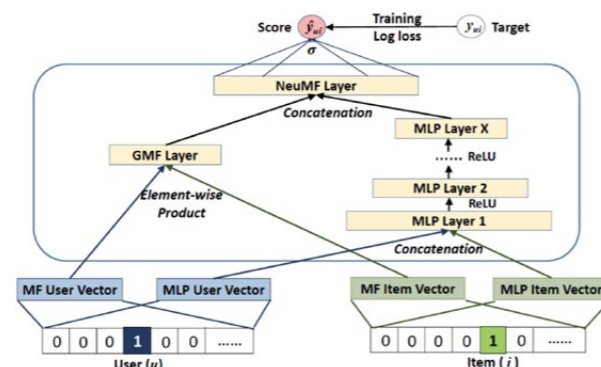 Score ŷui Training yui Target
Log loss
σ
NeuMF Layer
Concatenation
MLP Layer X
GMF Layer
...... ReLU
Element-wise
Product
MLP Layer 2
ReLU
MLP Layer 1
Concatenation
MF User Vector MLP User Vector MF Item Vector MLP Item Vector
0 0 0 1 0 0 ...... 0 0 0 0 1 0 ......
User (u) Item (i)